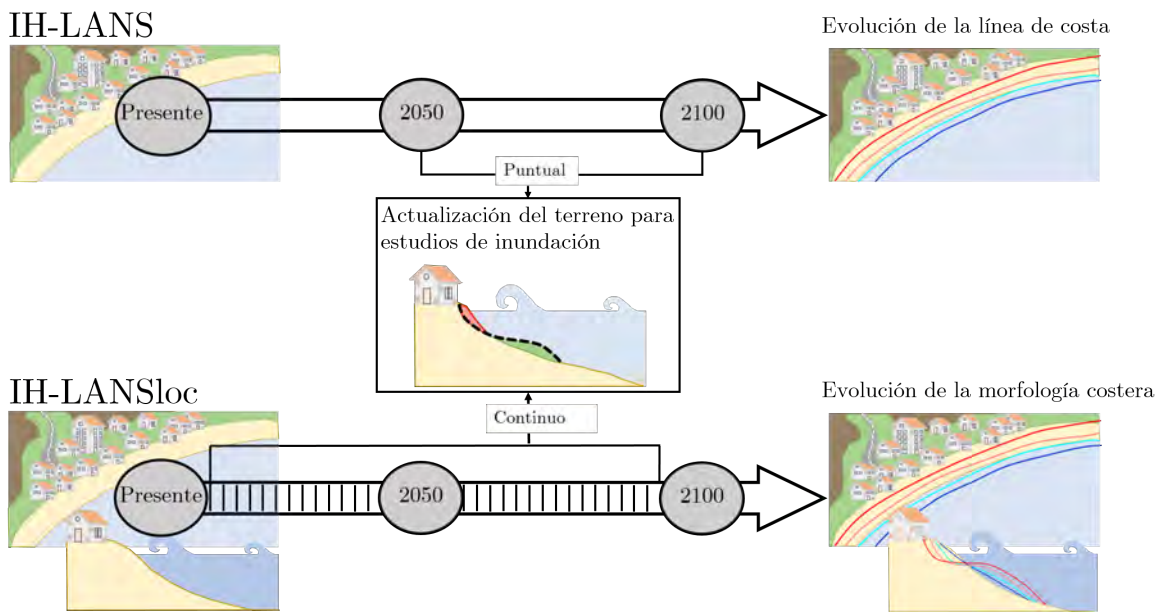 IH-LANS
Evolución de la línea de costa
Presente
2050
2100
Puntual
Actualización del terreno para
estudios de inundación
IH-LANSloc
Evolución de la morfología costera
Continuo
Presente
2050
2100